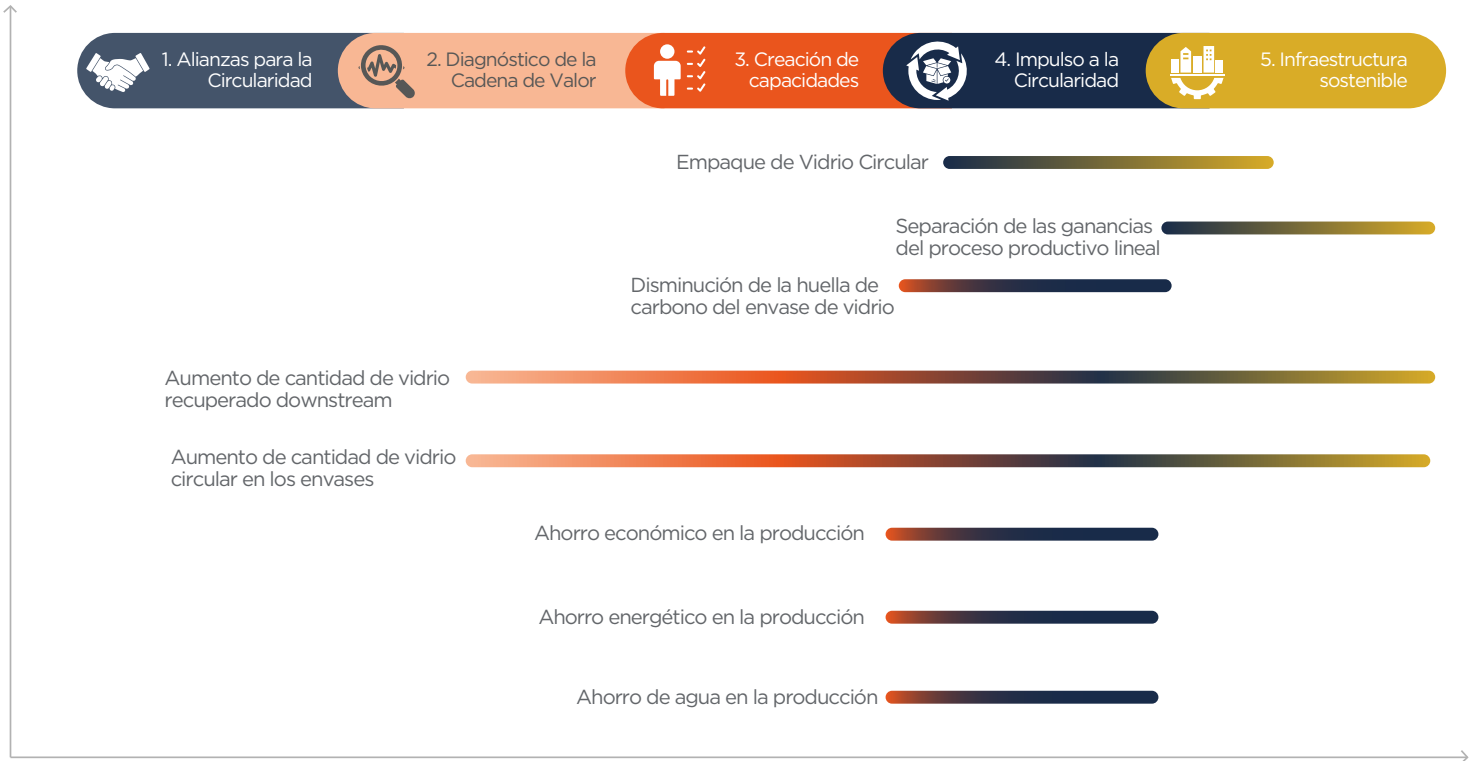 1. Alianzas para la
Circularidad
2. Diagnóstico de la
Cadena de Valor
3. Creación de
capacidades
4. Impulso a la
Circularidad
5. Infraestructura
sostenible
Empaque de Vidrio Circular
Separación de las ganancias
del proceso productivo lineal
Disminución de la huella de
carbono del envase de vidrio
Aumento de cantidad de vidrio
recuperado downstream
Aumento de cantidad de vidrio
circular en los envases
Ahorro económico en la producción
Ahorro energético en la producción
Ahorro de agua en la producción